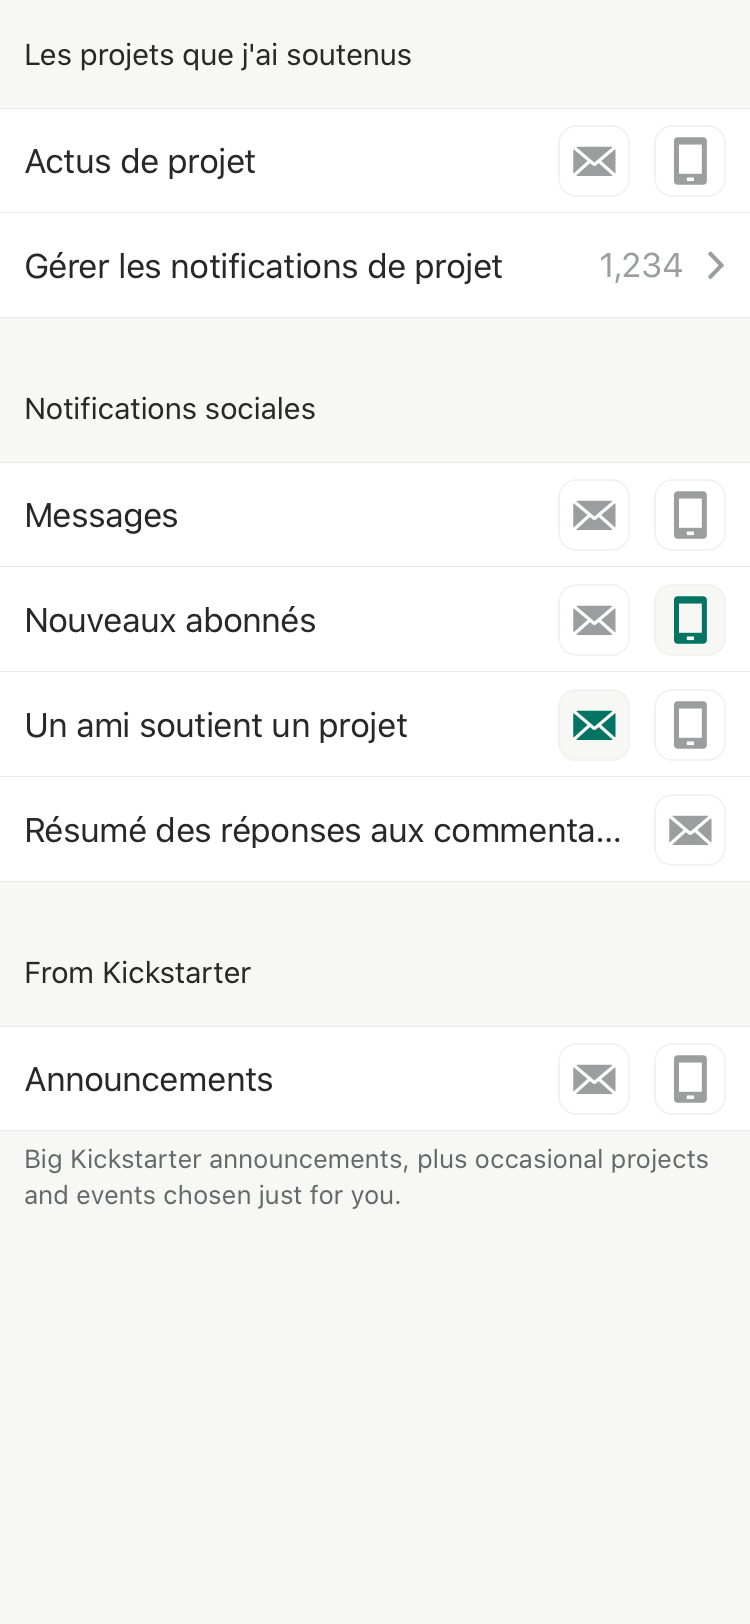 Les projets que j'ai soutenus
Actus de projet
Gérer les notifications de projet 1,234
Notifications sociales
Messages
Nouveaux abonnés
Un ami soutient un projet
Résumé des réponses aux commenta...
From Kickstarter
Announcements
Big Kickstarter announcements, plus occasional projects
and events chosen just for you.